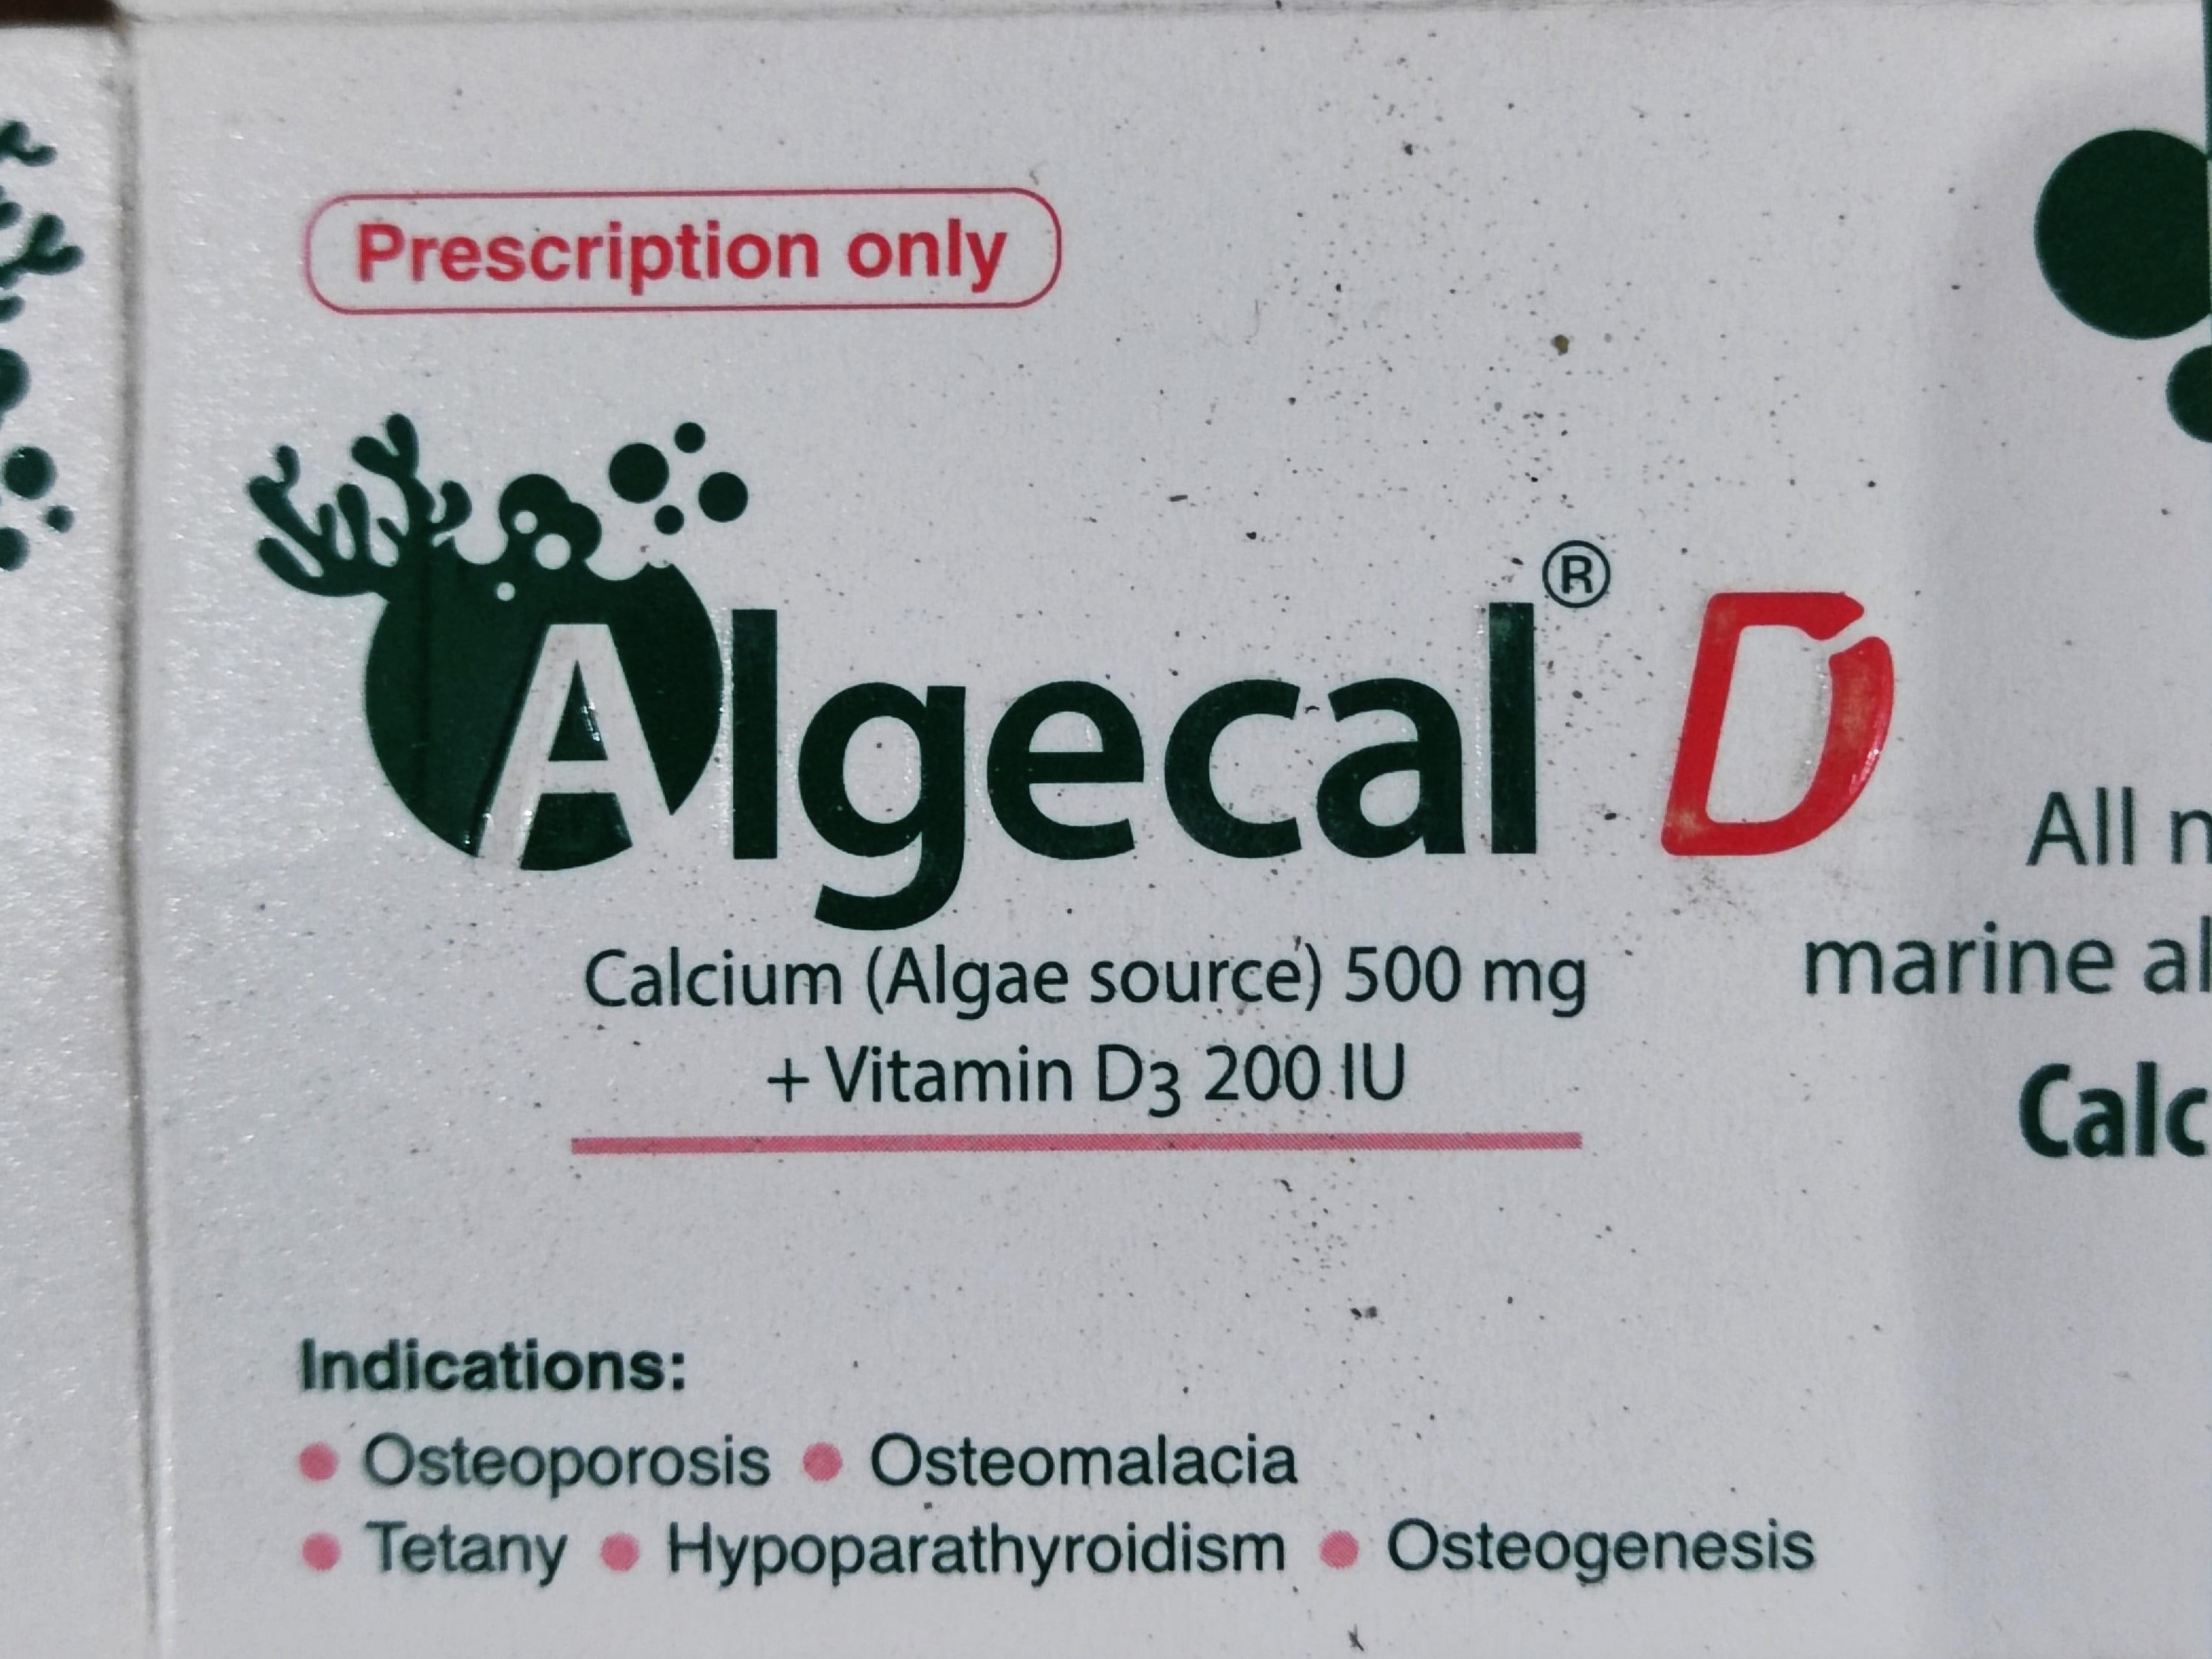 Prescription only
Algecal® D
Calcium (Algae source) 500 mg
+ Vitamin D3 200 IU
Indications:
• Osteoporosis • Osteomalacia
• Tetany • Hypoparathyroidism • Osteogenesis
All
marine